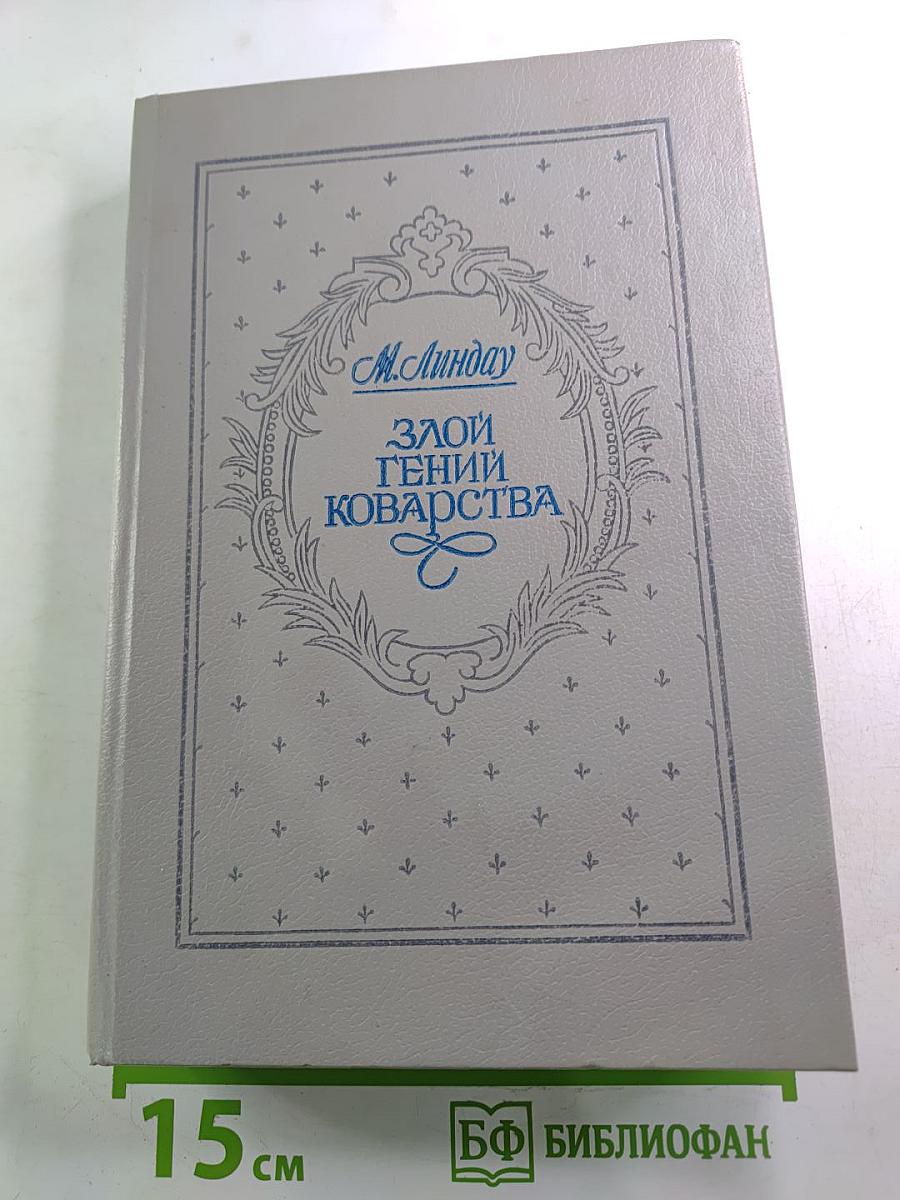 М. Линдау
ЗЛОЙ
ГЕНИЙ
КОВАРСТВА
15 см
БФ БИБЛИОФАН